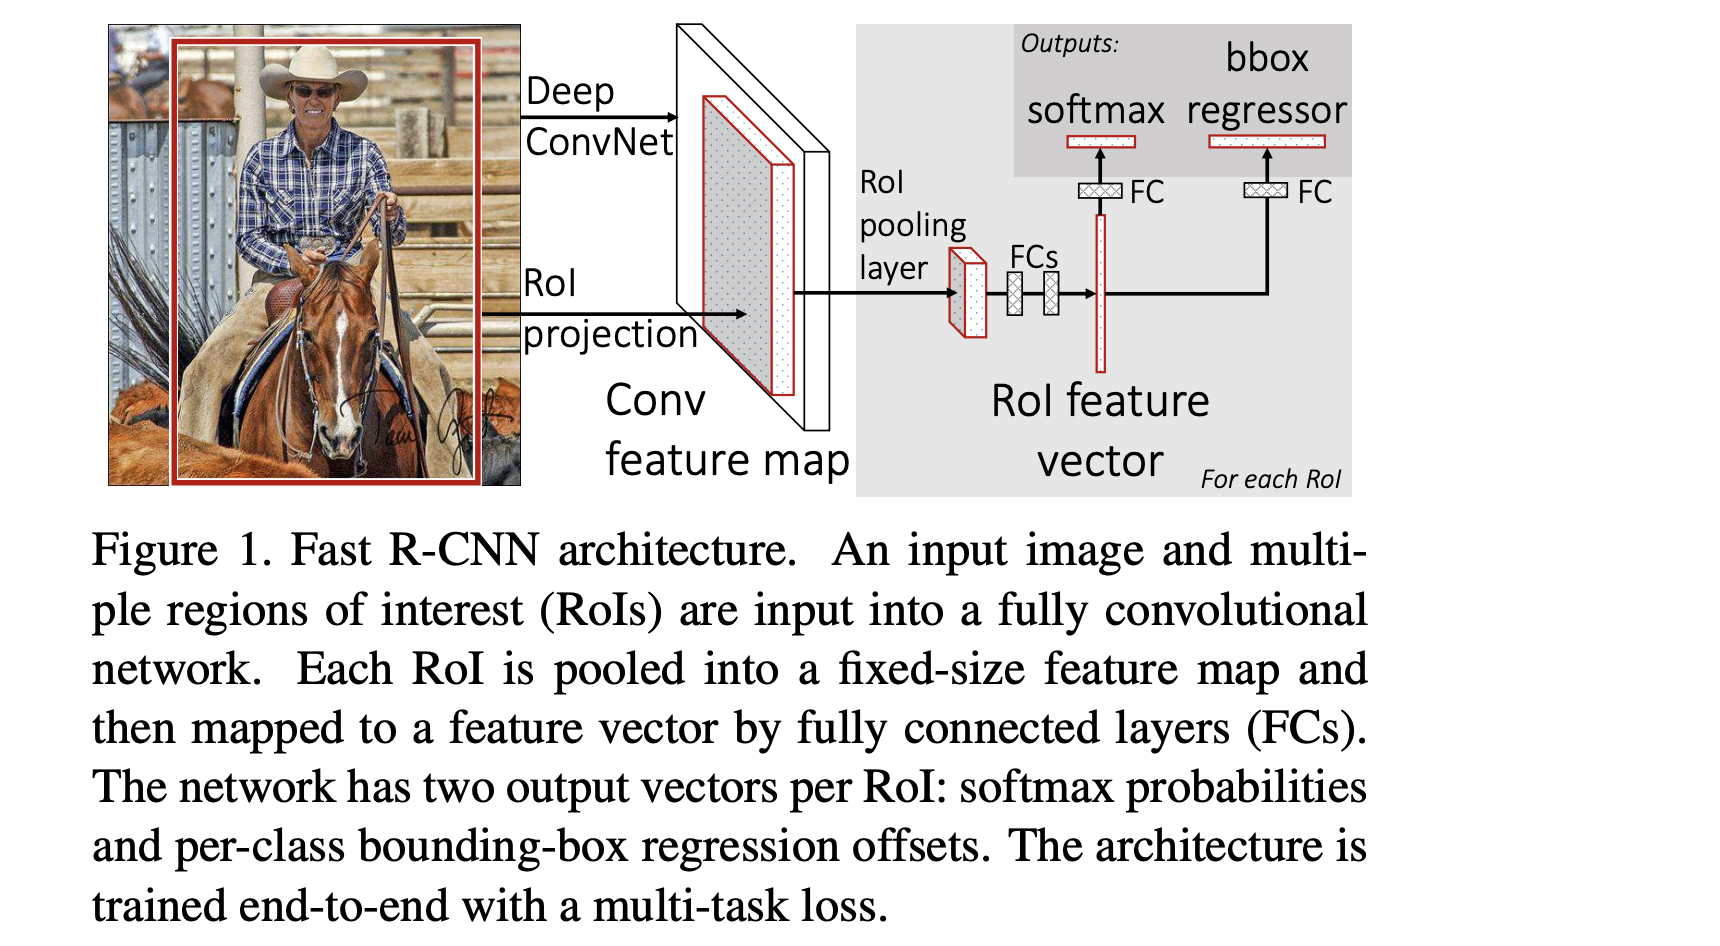 Deep
ConvNet
RoI
projection
Conv
feature map
RoI
pooling
layer
FCs
Outputs:
softmax
bbox
regressor
FC
FC
RoI feature
vector
For each RoI
Figure 1. Fast R-CNN architecture. An input image and multi-
ple regions of interest (RoIs) are input into a fully convolutional
network. Each RoI is pooled into a fixed-size feature map and
then mapped to a feature vector by fully connected layers (FCs).
The network has two output vectors per RoI: softmax probabilities
and per-class bounding-box regression offsets. The architecture is
trained end-to-end with a multi-task loss.